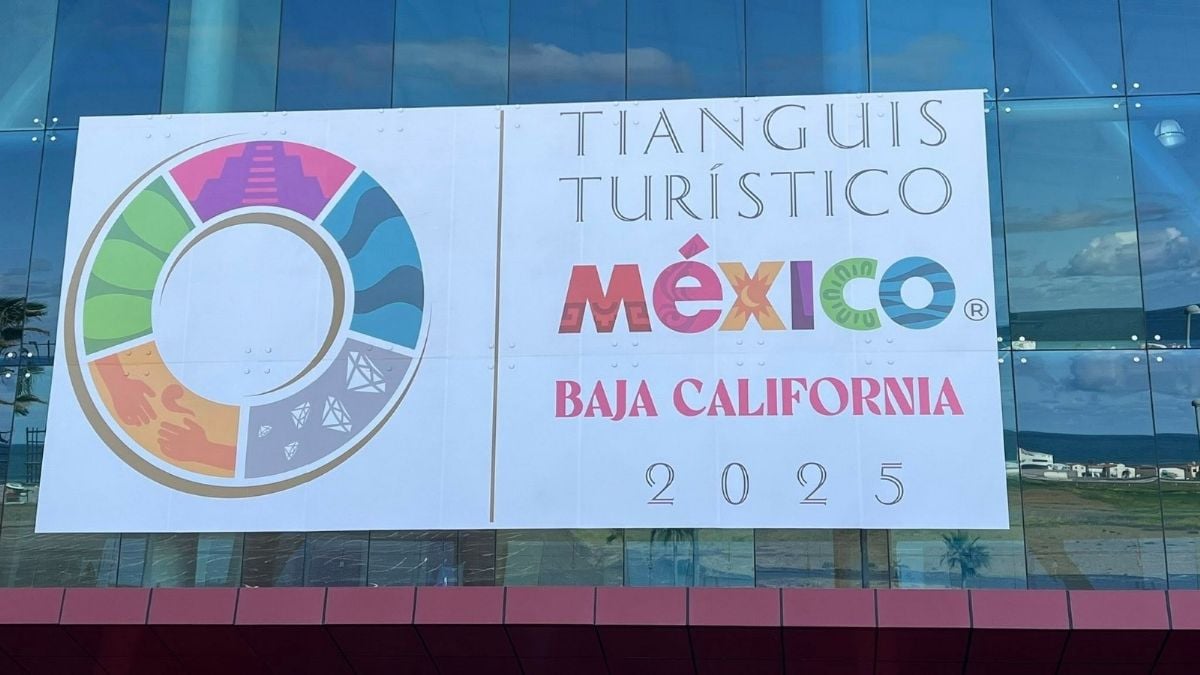 TIANGUIS
TURÍSTICO
MéXICO®
BAJA CALIFORNIA
2025